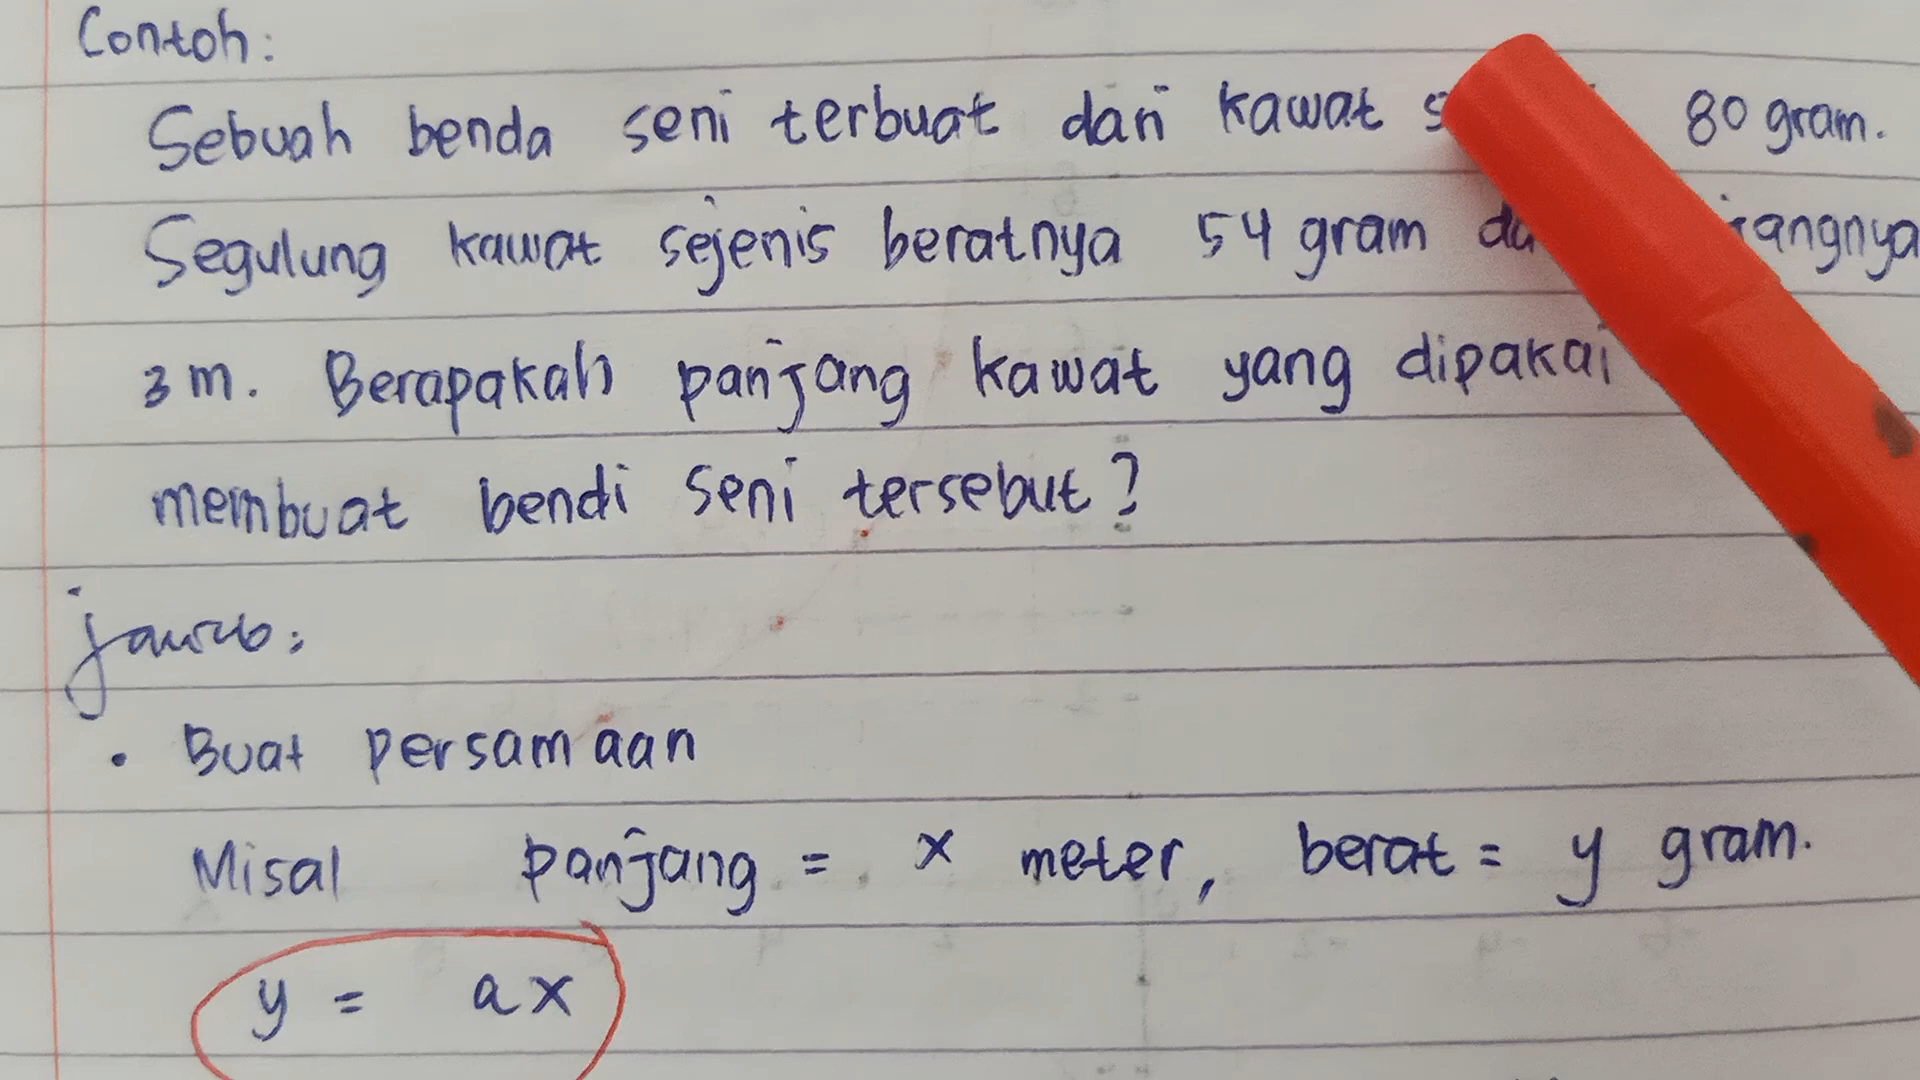 Contoh:
Sebuah benda seni terbuat dari kawat 80 gram.
Segulung kawat sejenis beratnya 54 gram
3 m. Berapakah panjang kawat yang dipakai
membuat bendi seni tersebut?
jawab:
• Buat persamaan
Misal panjang = x meter, berat = y gram.
y = ax